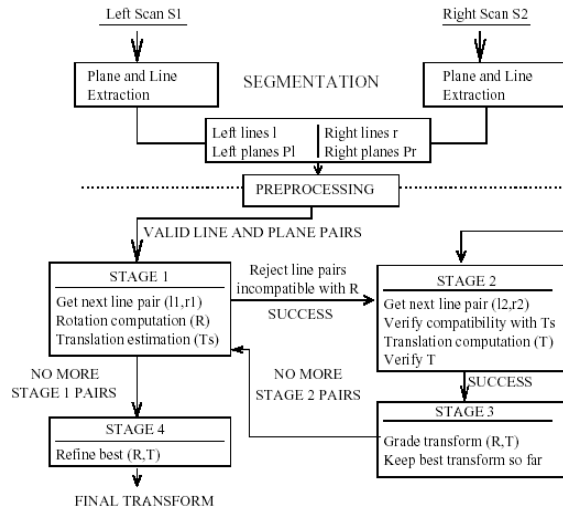 Left Scan S1
Right Scan S2
Plane and Line
Extraction
SEGMENTATION
Plane and Line
Extraction
Left lines l
Left planes Pl
Right lines r
Right planes Pr
PREPROCESSING
VALID LINE AND PLANE PAIRS
STAGE 1
Get next line pair (l1,r1)
Rotation computation (R)
Translation estimation (Ts)
Reject line pairs
incompatible with R
SUCCESS
STAGE 2
Get next line pair (l2,r2)
Verify compatibility with Ts
Translation computation (T)
Verify T
NO MORE
STAGE 1 PAIRS
NO MORE
STAGE 2 PAIRS
SUCCESS
STAGE 3
Grade transform (R,T)
Keep best transform so far
STAGE 4
Refine best (R,T)
FINAL TRANSFORM